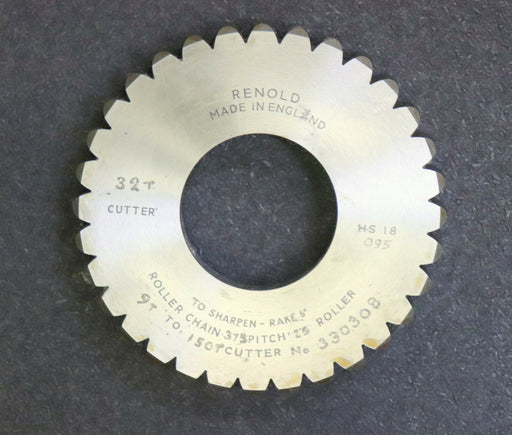 RENOLD
MADE IN ENGLAND
32T.
CUTTER
HS 18
095
TO SHARPEN - RAKE 5°
ROLLER CHAIN .375 PITCH .25 ROLLER
9T. TO. 150T CUTTER No 330308